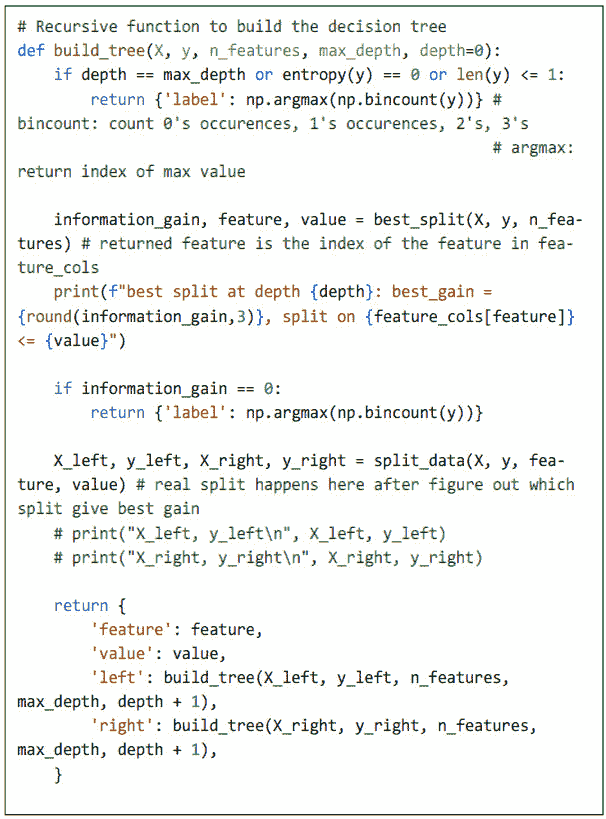 # Recursive function to build the decision tree
def build_tree(X, y, n_features, max_depth, depth=0):
    if depth == max_depth or entropy(y) == 0 or len(y) <= 1:
        return {'label': np.argmax(np.bincount(y))} #
bincount: count 0's occurences, 1's occurences, 2's, 3's
                                                    # argmax:
return index of max value

    information_gain, feature, value = best_split(X, y, n_fea-
tures) # returned feature is the index of the feature in fea-
ture_cols
    print(f"best split at depth {depth}: best_gain =
{round(information_gain,3)}, split on {feature_cols[feature]}
<= {value}")

    if information_gain == 0:
        return {'label': np.argmax(np.bincount(y))}

    X_left, y_left, X_right, y_right = split_data(X, y, fea-
ture, value) # real split happens here after figure out which
split give best gain
    # print("X_left, y_left\n", X_left, y_left)
    # print("X_right, y_right\n", X_right, y_right)

    return {
        'feature': feature,
        'value': value,
        'left': build_tree(X_left, y_left, n_features,
max_depth, depth + 1),
        'right': build_tree(X_right, y_right, n_features,
max_depth, depth + 1),
    }